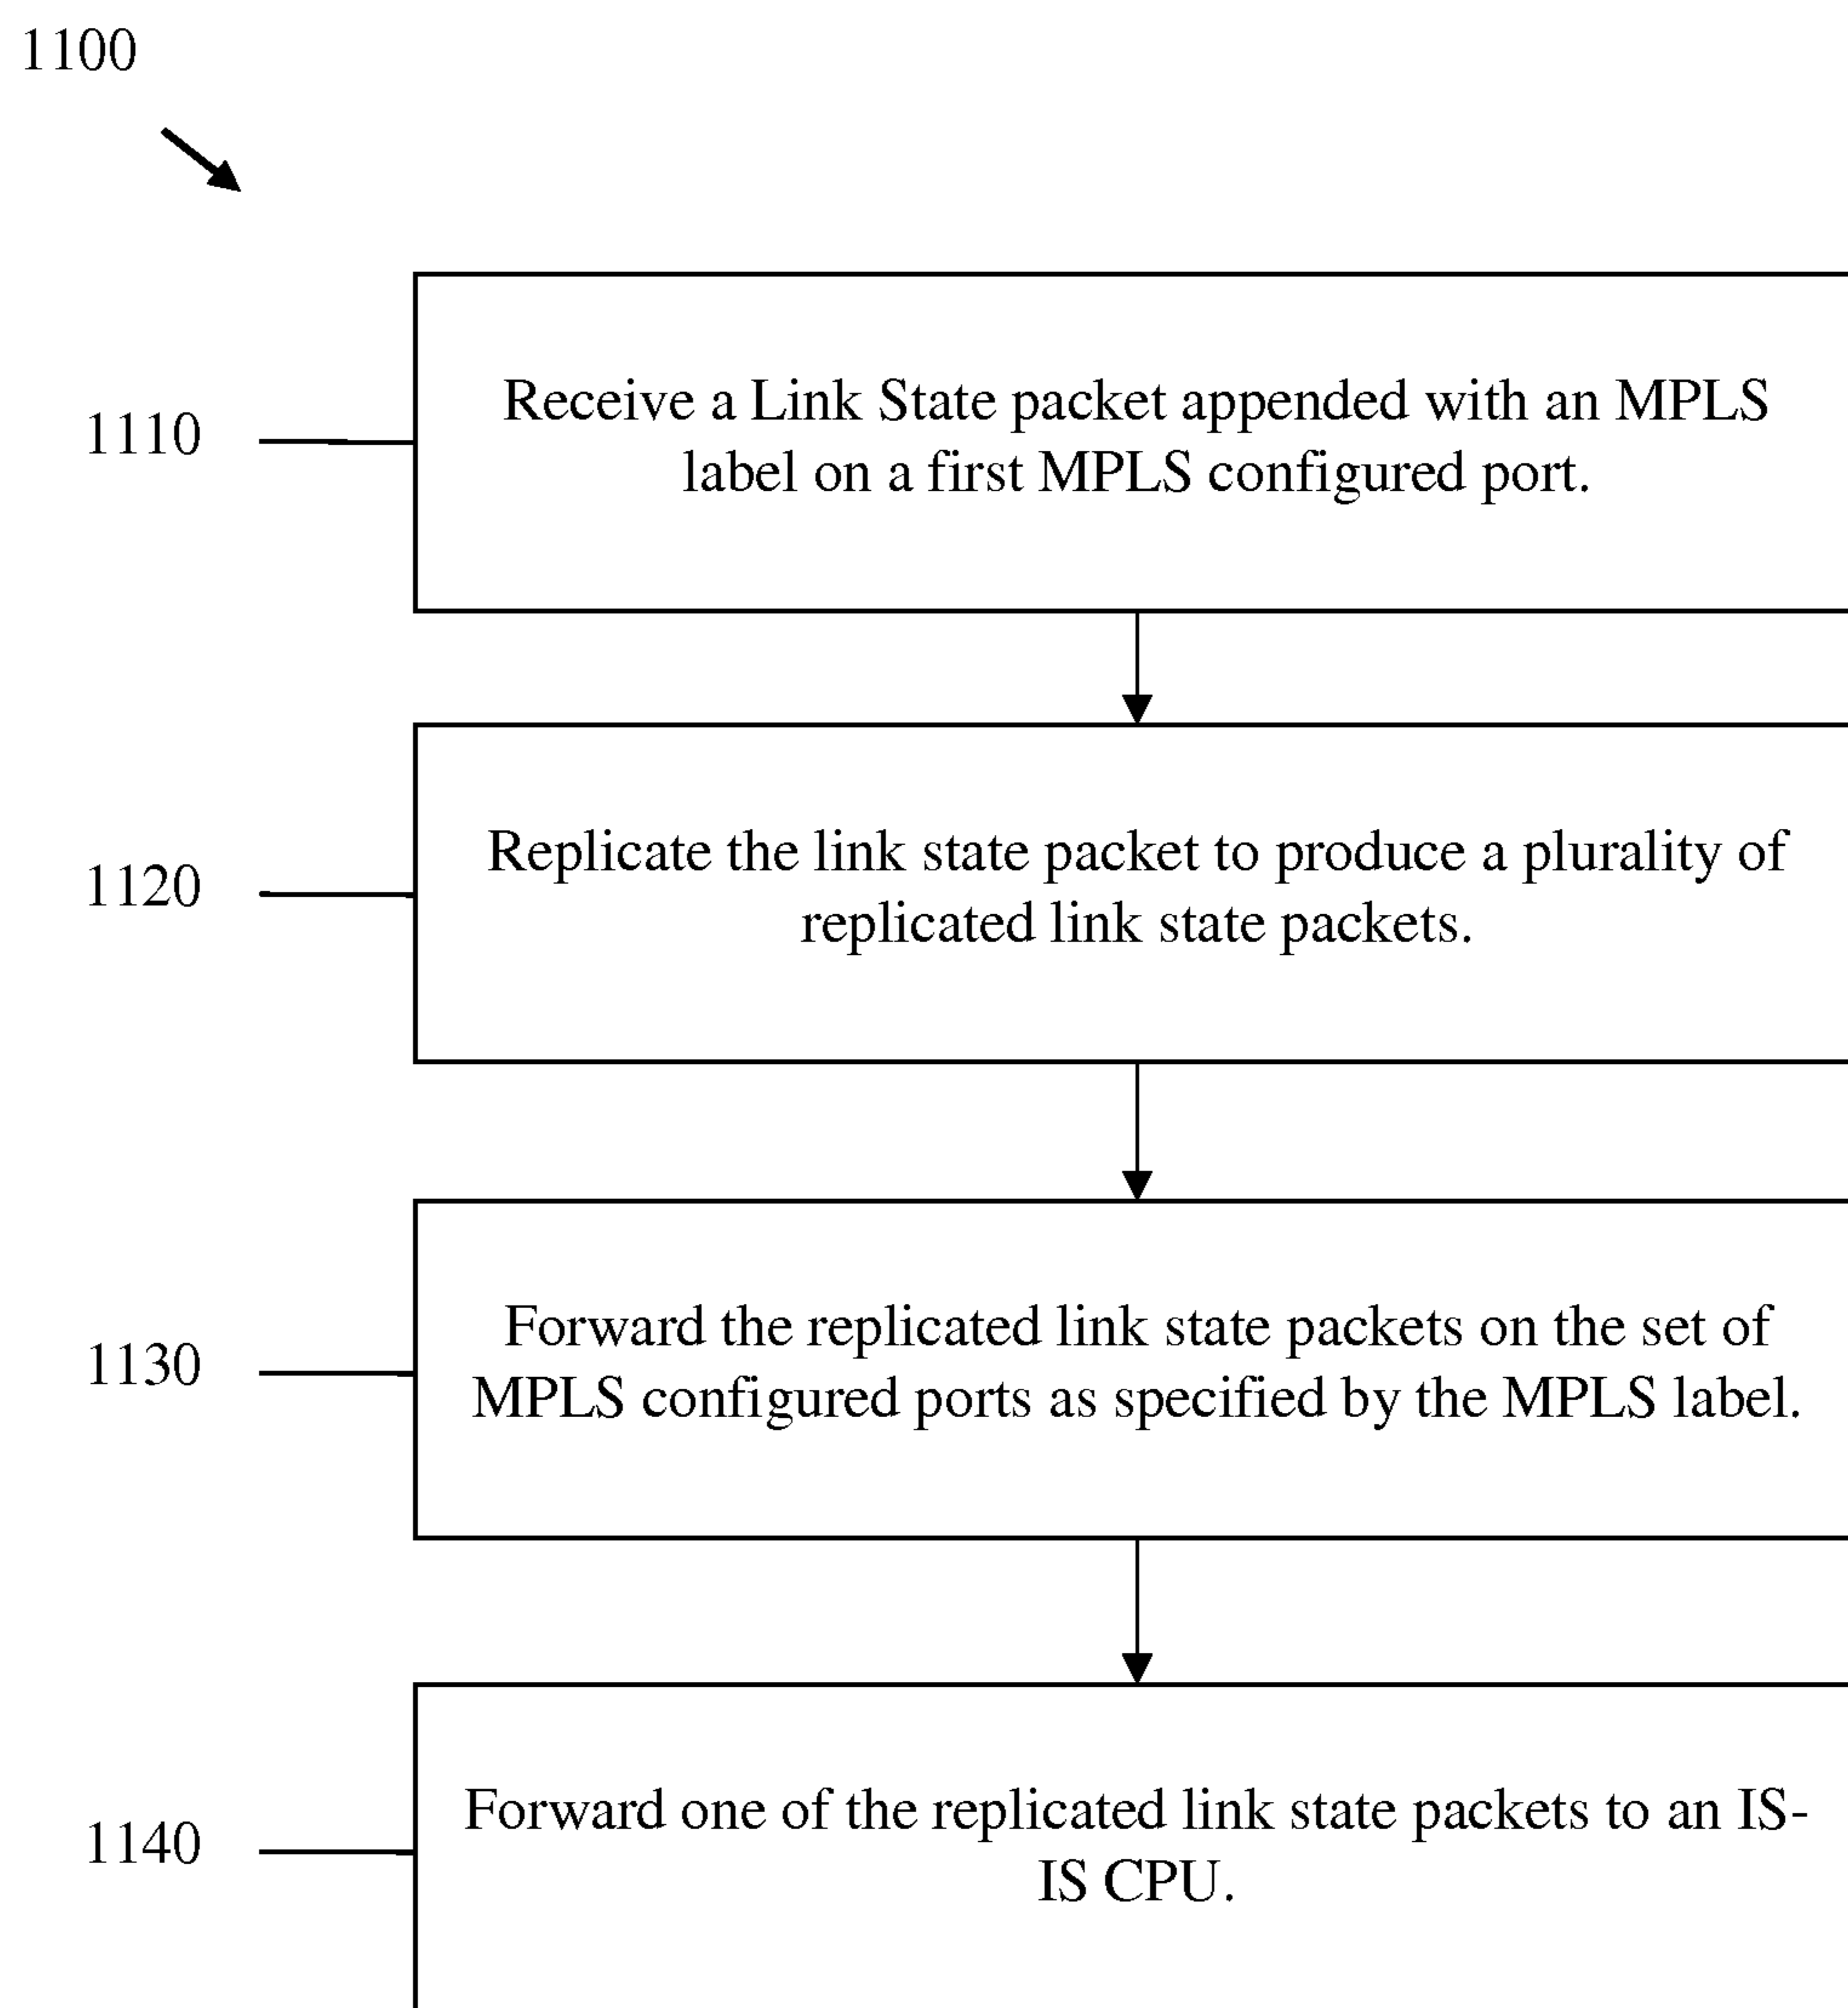 1100
1110
Receive a Link State packet appended with an MPLS
label on a first MPLS configured port.
1120
Replicate the link state packet to produce a plurality of
replicated link state packets.
1130
Forward the replicated link state packets on the set of
MPLS configured ports as specified by the MPLS label.
1140
Forward one of the replicated link state packets to an IS-
IS CPU.